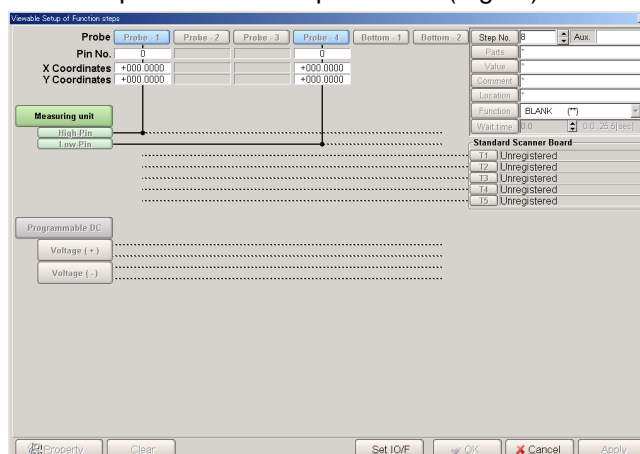 Viewable Setup of Function steps
Probe Probe - 1 Probe - 2 Probe - 3 Probe - 4 Bottom - 1 Bottom - 2
Pin No. 0 0
X Coordinates +000.0000 +000.0000
Y Coordinates +000.0000 +000.0000
Step No. 8 Aux.
Parts *
Value *
Comment *
Location *
Function BLANK (**)
Wait time 0.0 0.0..25.5[sec]
Measuring unit
High-Pin
Low-Pin
Standard Scanner Board
T1 Unregistered
T2 Unregistered
T3 Unregistered
T4 Unregistered
T5 Unregistered
Programmable DC
Voltage ( + )
Voltage ( - )
Property Clear Set IO/F OK Cancel Apply